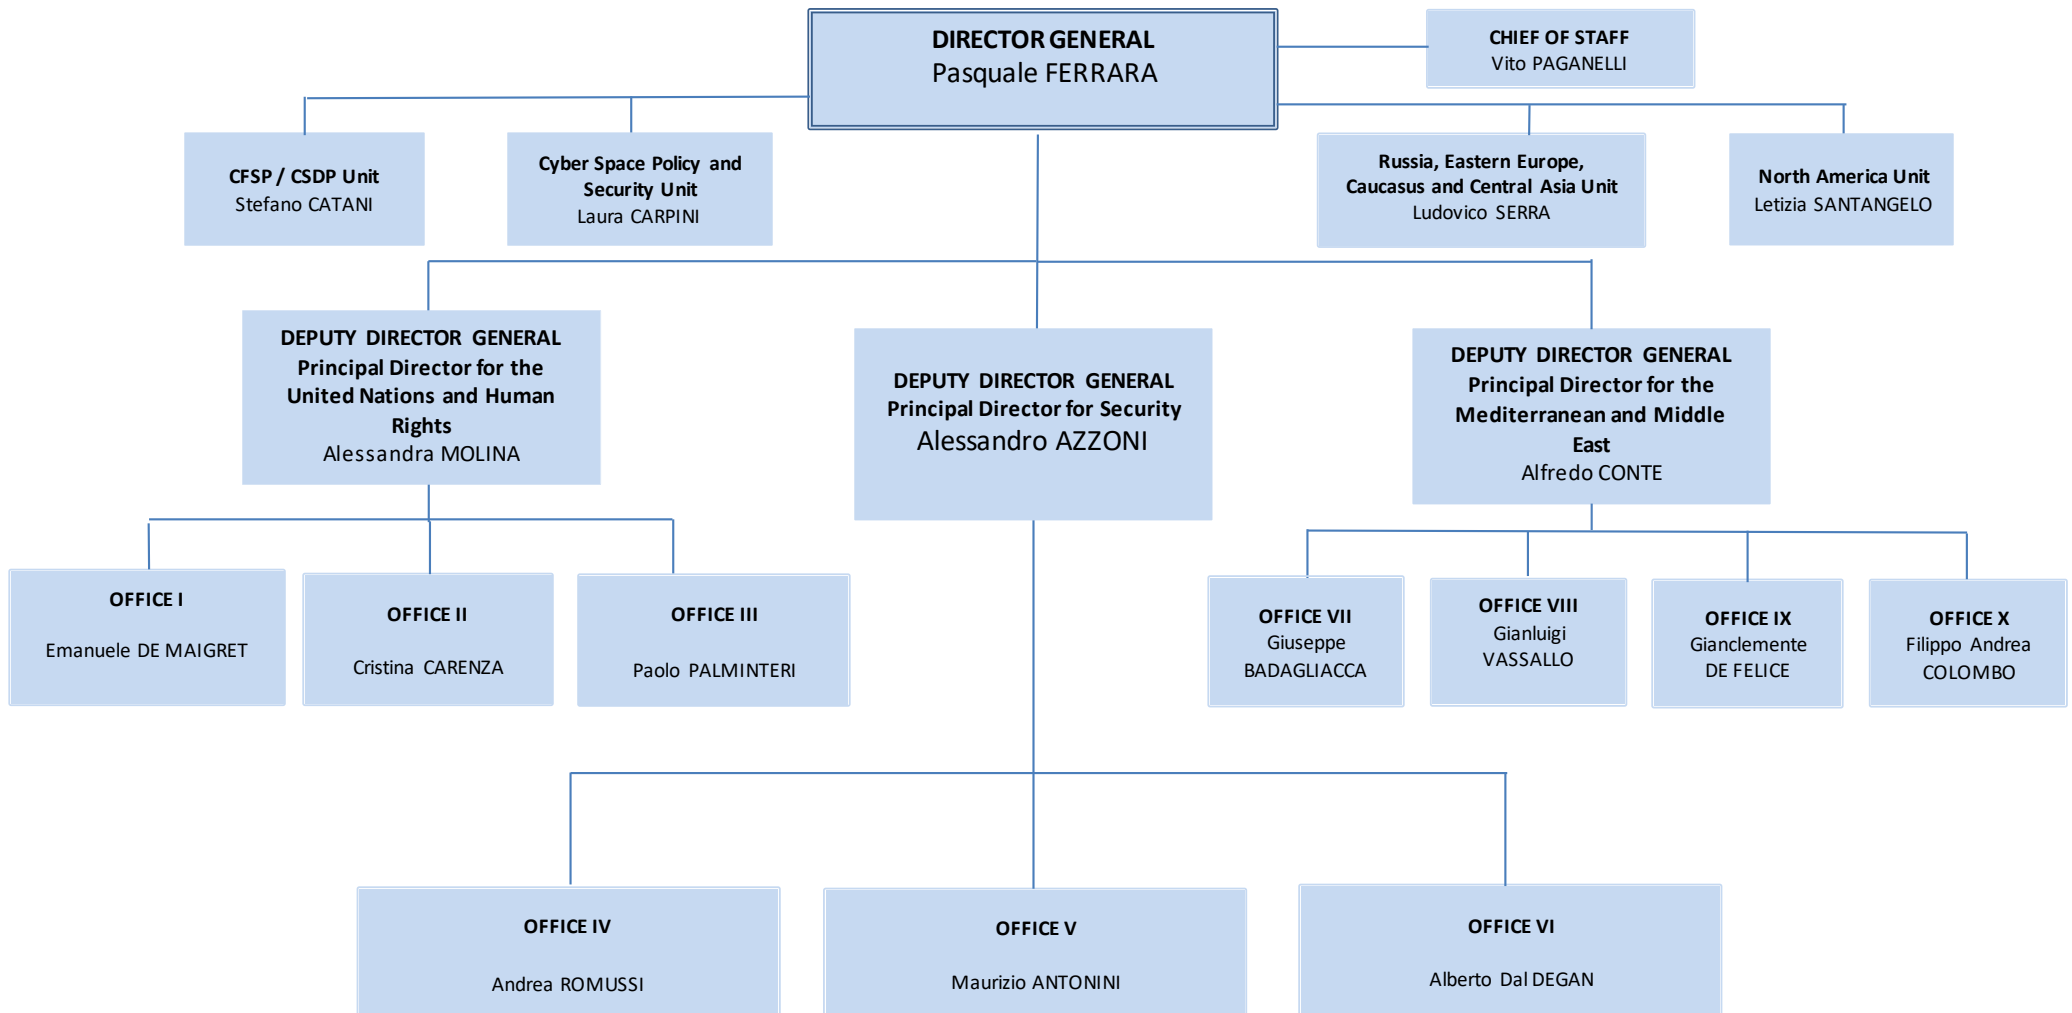 DIRECTOR GENERAL
Pasquale FERRARA
CHIEF OF STAFF
Vito PAGANELLI
CFSP / CSDP Unit
Stefano CATANI
Cyber Space Policy and
Security Unit
Laura CARPINI
Russia, Eastern Europe,
Caucasus and Central Asia Unit
Ludovico SERRA
North America Unit
Letizia SANTANGELO
DEPUTY DIRECTOR GENERAL
Principal Director for the
United Nations and Human
Rights
Alessandra MOLINA
DEPUTY DIRECTOR GENERAL
Principal Director for Security
Alessandro AZZONI
DEPUTY DIRECTOR GENERAL
Principal Director for the
Mediterranean and Middle
East
Alfredo CONTE
OFFICE I
Emanuele DE MAIGRET
OFFICE II
Cristina CARENZA
OFFICE III
Paolo PALMINTERI
OFFICE VII
Giuseppe
BADAGLIACCA
OFFICE VIII
Gianluigi
VASSALLO
OFFICE IX
Gianclemente
DE FELICE
OFFICE X
Filippo Andrea
COLOMBO
OFFICE IV
Andrea ROMUSSI
OFFICE V
Maurizio ANTONINI
OFFICE VI
Alberto Dal DEGAN